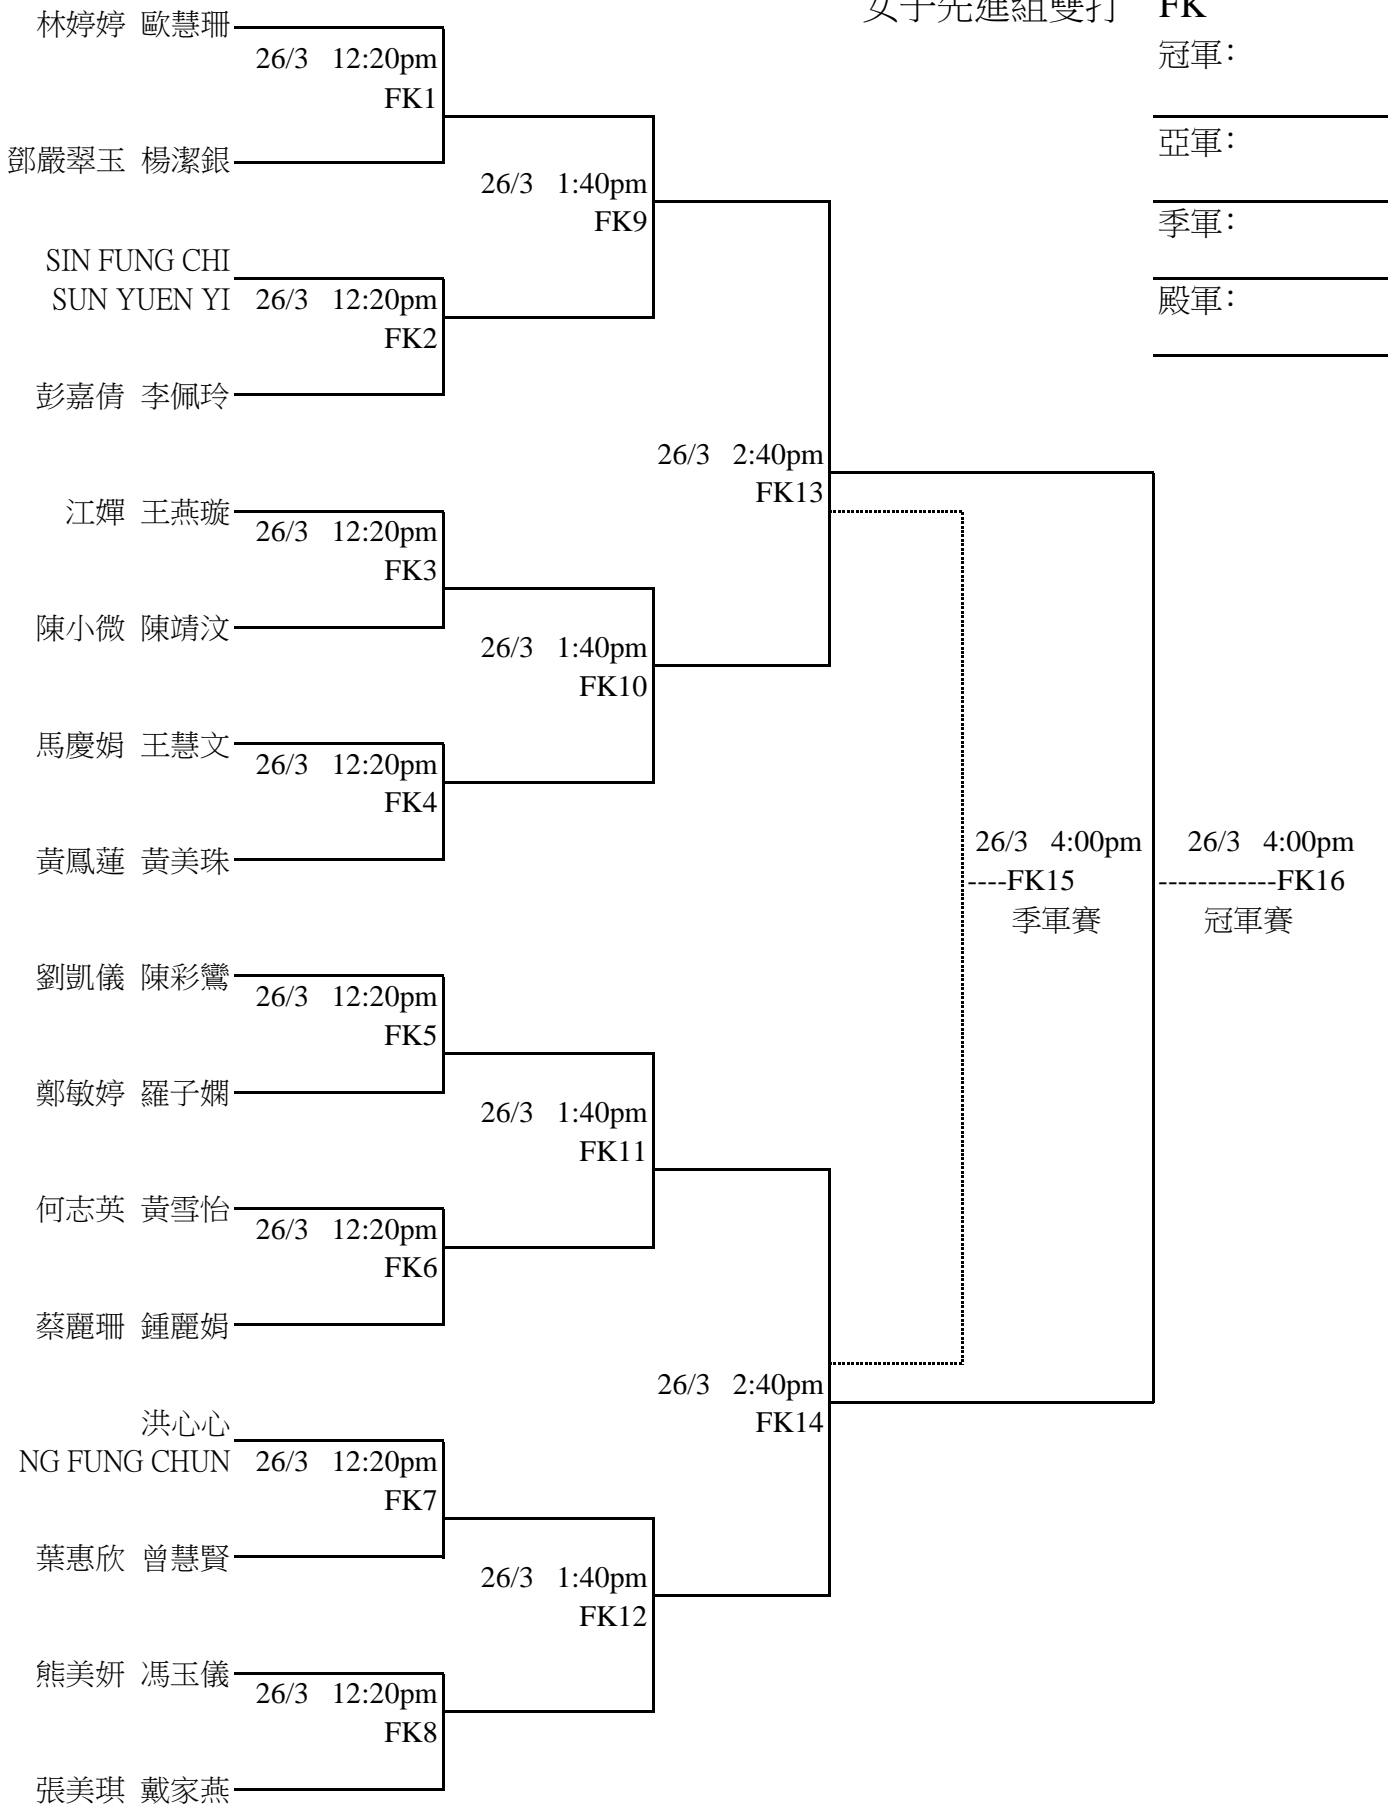 女子先進組雙打 FK
冠軍：
亞軍：
季軍：
殿軍：
林婷婷 歐慧珊
26/3 12:20pm
FK1
鄧嚴翠玉 楊潔銀
26/3 1:40pm
FK9
SIN FUNG CHI
SUN YUEN YI 26/3 12:20pm
FK2
彭嘉倩 李佩玲
26/3 2:40pm
FK13
江嬋 王燕璇
26/3 12:20pm
FK3
陳小微 陳靖汶
26/3 1:40pm
FK10
馬慶娟 王慧文
26/3 12:20pm
FK4
黃鳳蓮 黃美珠
26/3 4:00pm 26/3 4:00pm
----FK15 ------------FK16
季軍賽 冠軍賽
劉凱儀 陳彩鸞
26/3 12:20pm
FK5
鄭敏婷 羅子嫻
26/3 1:40pm
FK11
何志英 黃雪怡
26/3 12:20pm
FK6
蔡麗珊 鍾麗娟
26/3 2:40pm
FK14
洪心心
NG FUNG CHUN 26/3 12:20pm
FK7
葉惠欣 曾慧賢
26/3 1:40pm
FK12
熊美妍 馮玉儀
26/3 12:20pm
FK8
張美琪 戴家燕